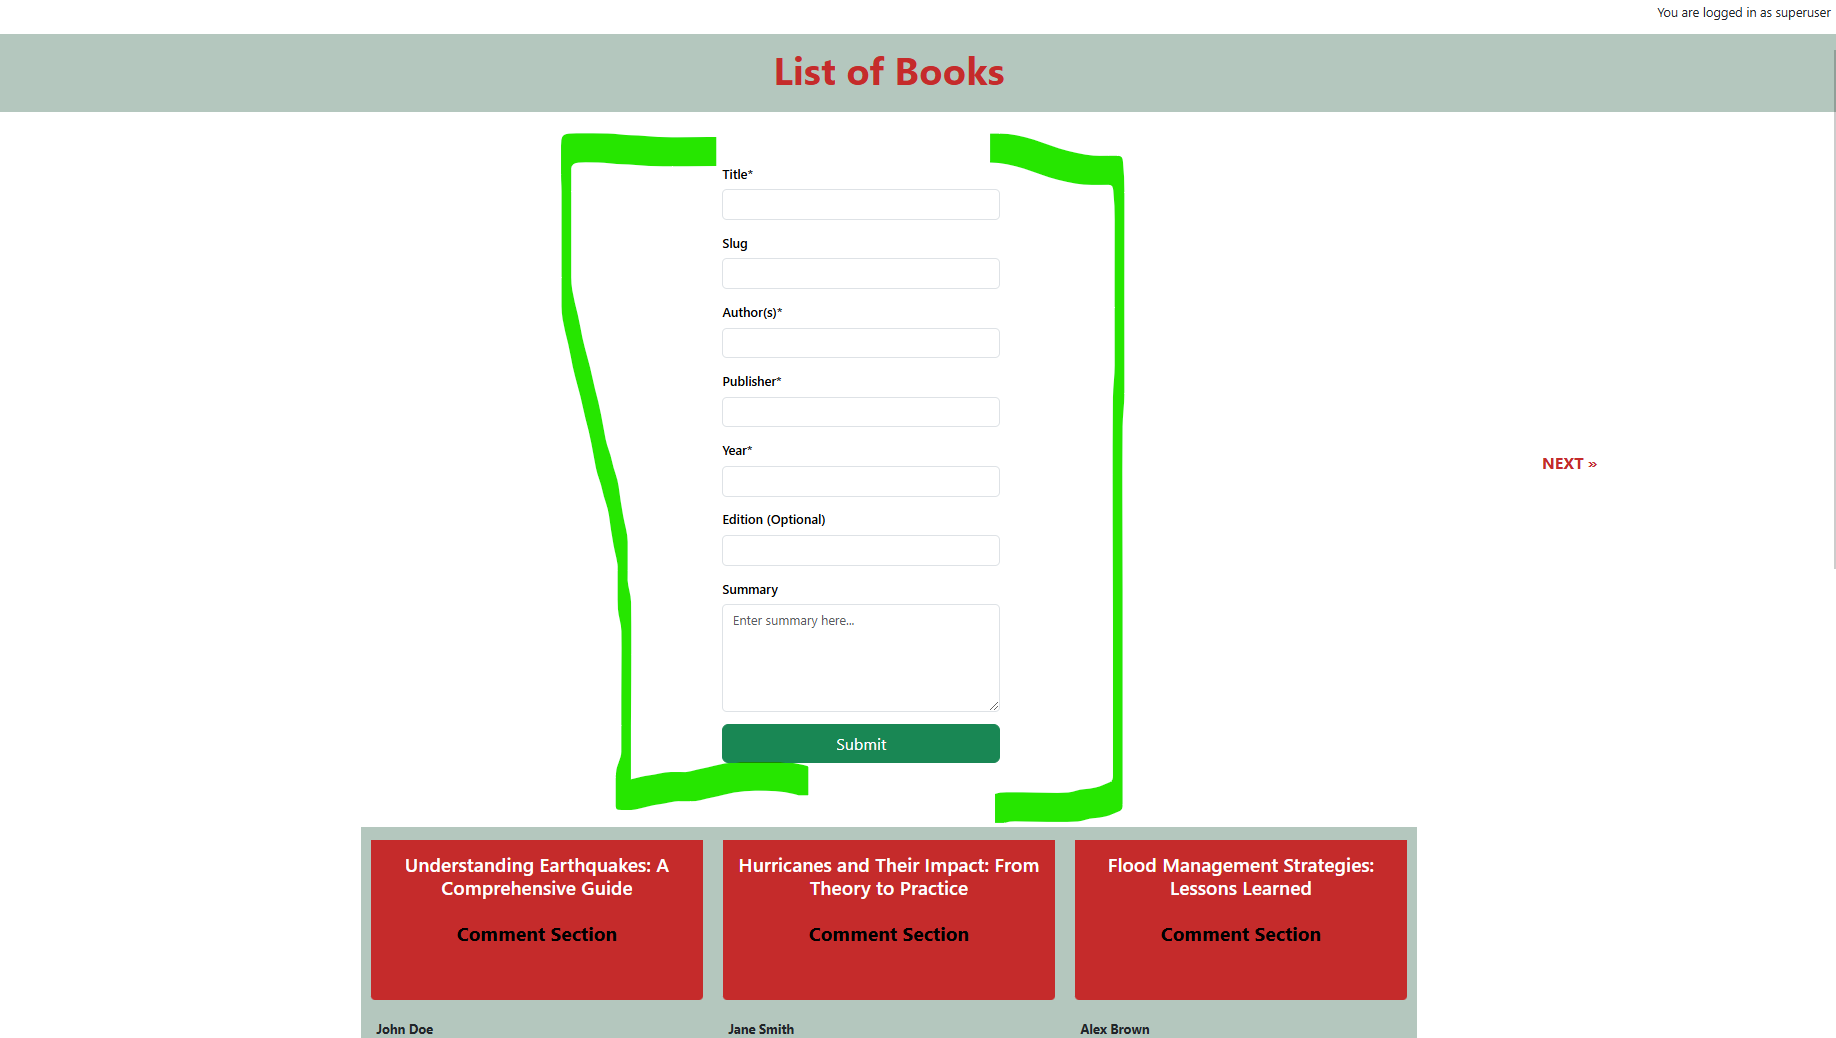 You are logged in as superuser
List of Books
Title*
Slug
Author(s)*
Publisher*
Year*
NEXT »
Edition (Optional)
Summary
Enter summary here...
Submit
Understanding Earthquakes: A
Comprehensive Guide
Comment Section
John Doe
Hurricanes and Their Impact: From
Theory to Practice
Comment Section
Jane Smith
Flood Management Strategies:
Lessons Learned
Comment Section
Alex Brown